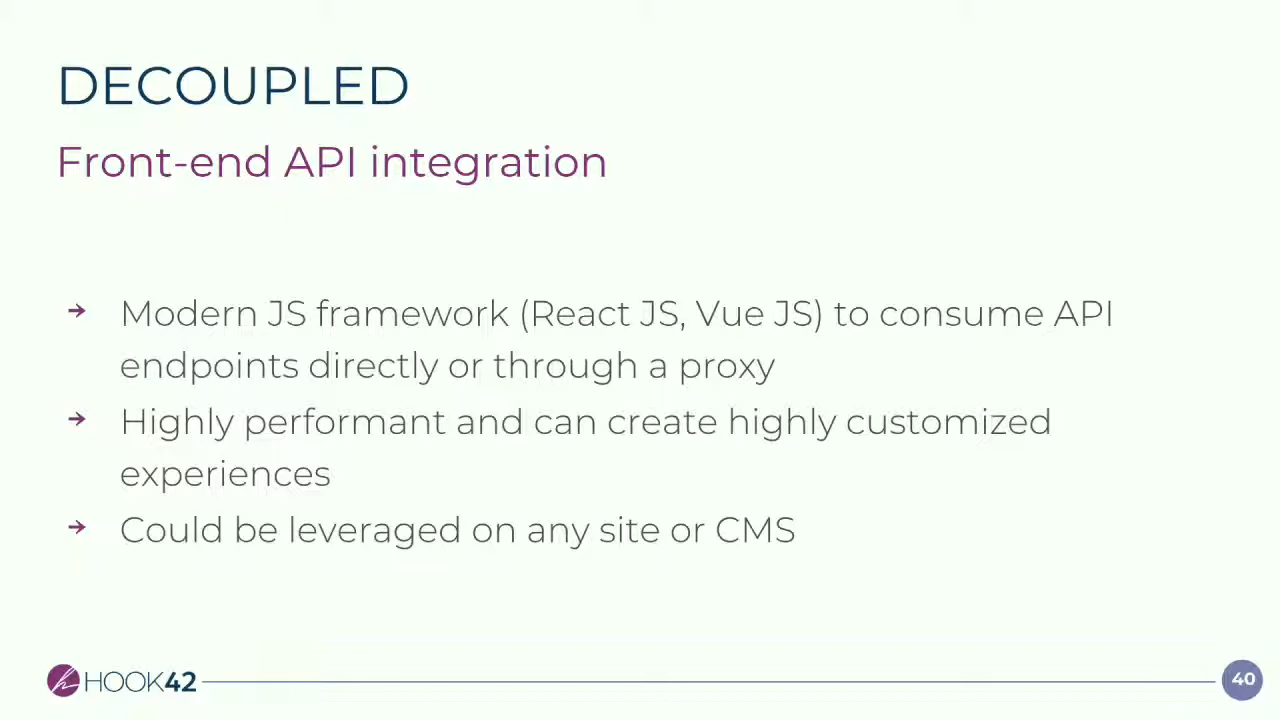 DECOUPLED
Front-end API integration
→ Modern JS framework (React JS, Vue JS) to consume API
endpoints directly or through a proxy
→ Highly performant and can create highly customized
experiences
→ Could be leveraged on any site or CMS
HOOK42
40